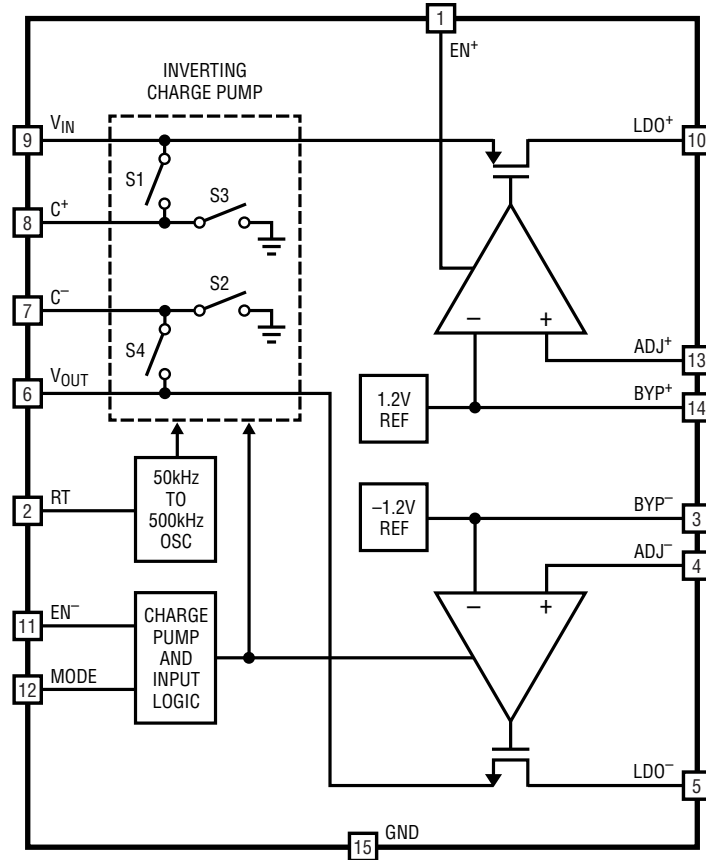 1
EN+
INVERTING
CHARGE PUMP
9
VIN
LDO+
10
S1
S3
8
C+
7
C–
S2
S4
6
VOUT
– +
ADJ+
13
1.2V
REF
BYP+
14
50kHz
TO
500kHz
OSC
2
RT
–1.2V
REF
BYP–
3
ADJ–
4
– +
11
EN–
12
MODE
CHARGE
PUMP
AND
INPUT
LOGIC
LDO–
5
15
GND